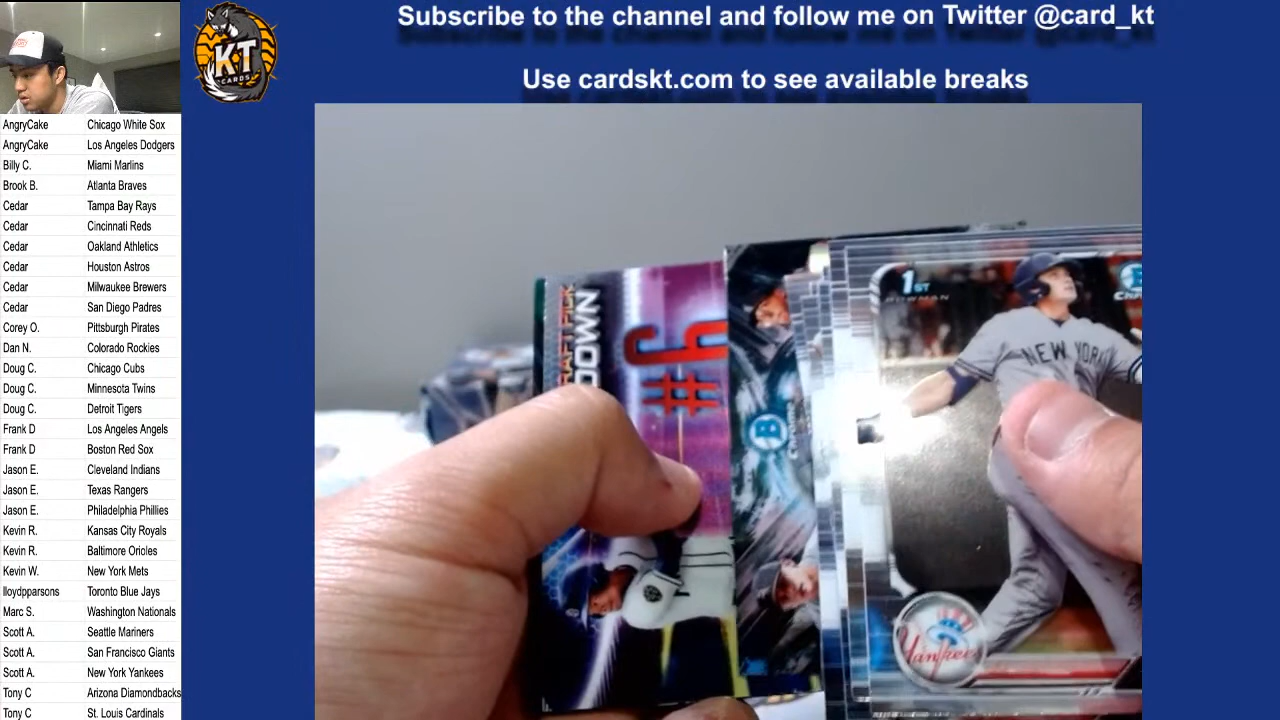 Subscribe to the channel and follow me on Twitter @card_kt
Use cardskt.com to see available breaks
KT
CARDS
AngryCake Chicago White Sox
AngryCake Los Angeles Dodgers
Billy C. Miami Marlins
Brook B. Atlanta Braves
Cedar Tampa Bay Rays
Cedar Cincinnati Reds
Cedar Oakland Athletics
Cedar Houston Astros
Cedar Milwaukee Brewers
Cedar San Diego Padres
Corey O. Pittsburgh Pirates
Dan N. Colorado Rockies
Doug C. Chicago Cubs
Doug C. Minnesota Twins
Doug C. Detroit Tigers
Frank D Los Angeles Angels
Frank D Boston Red Sox
Jason E. Cleveland Indians
Jason E. Texas Rangers
Jason E. Philadelphia Phillies
Kevin R. Kansas City Royals
Kevin R. Baltimore Orioles
Kevin W. New York Mets
lloydpparsons Toronto Blue Jays
Marc S. Washington Nationals
Scott A. Seattle Mariners
Scott A. San Francisco Giants
Scott A. New York Yankees
Tony C Arizona Diamondbacks
Tony C St. Louis Cardinals
PICK
DOWN
#6
B
1ST
BOWMAN
B
NEW YORK
Yankees